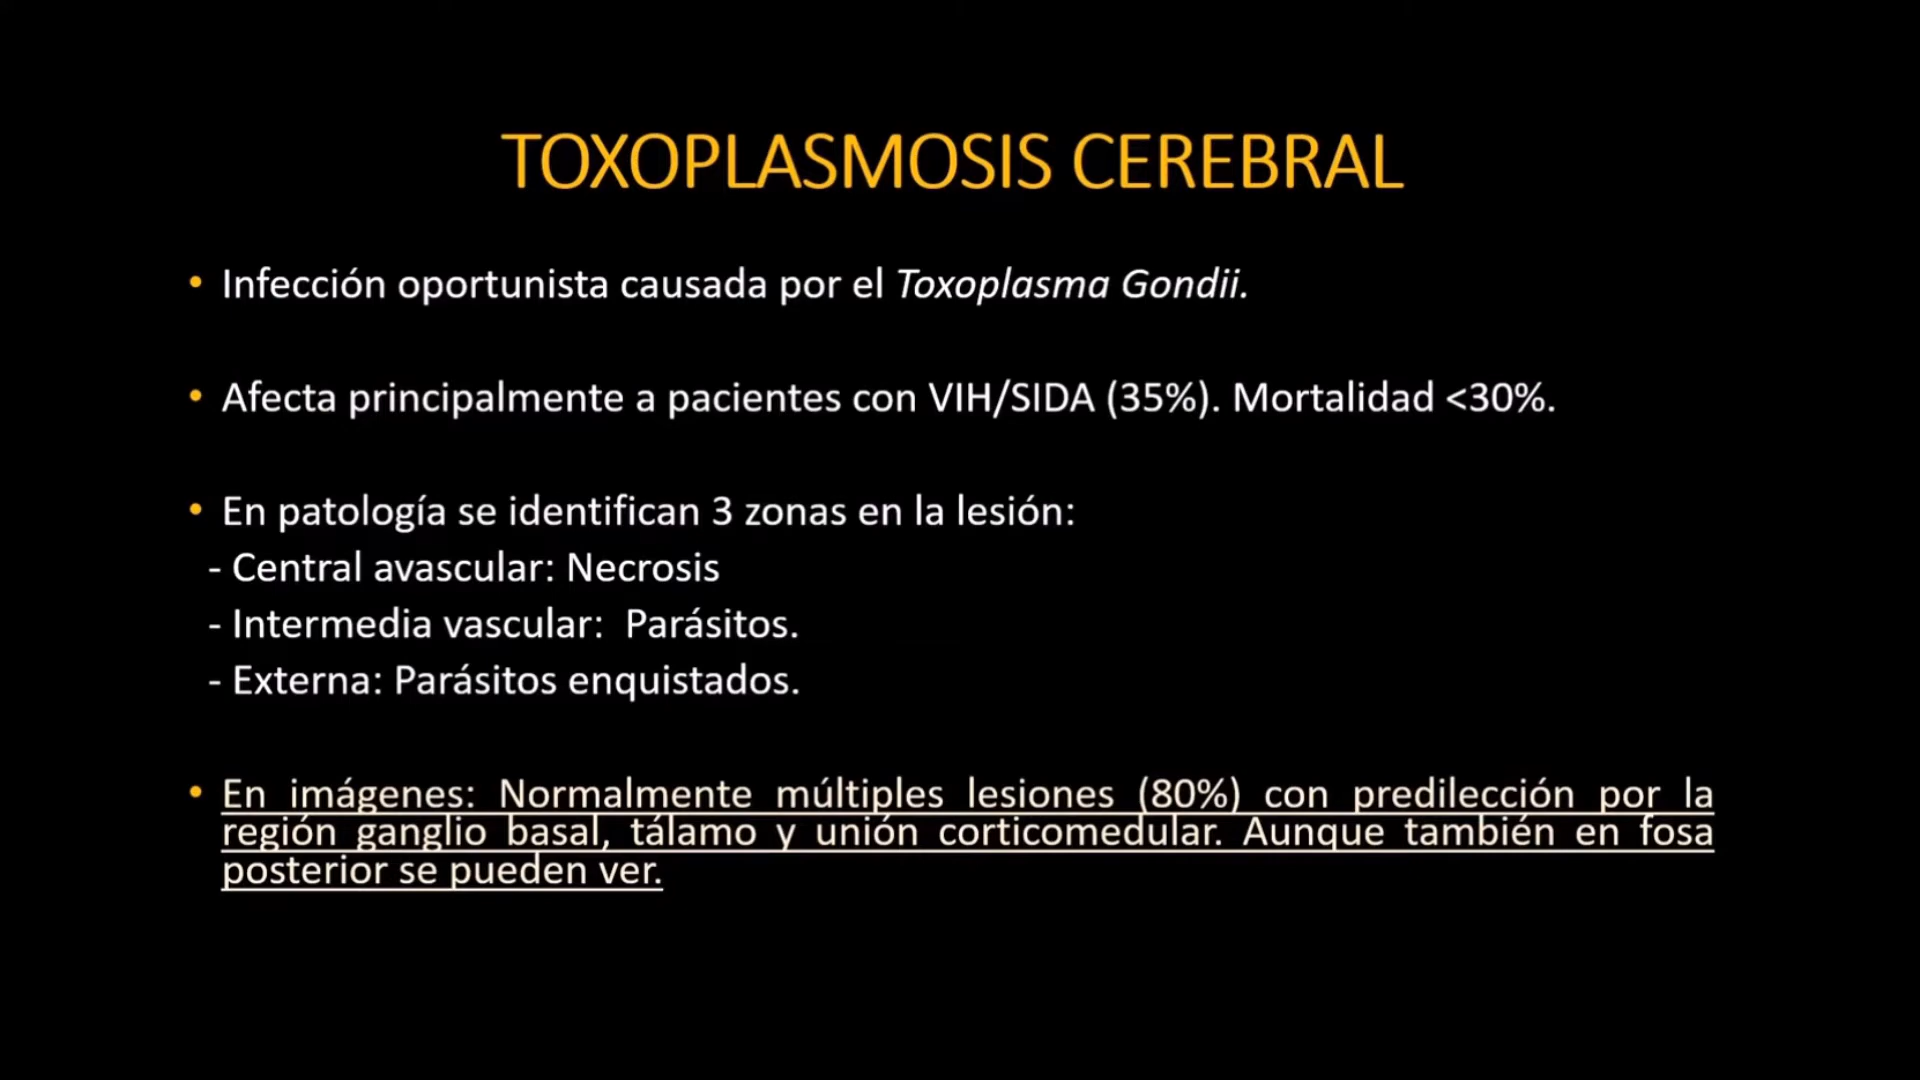 TOXOPLASMOSIS CEREBRAL
• Infección oportunista causada por el Toxoplasma Gondii.
• Afecta principalmente a pacientes con VIH/SIDA (35%). Mortalidad <30%.
• En patología se identifican 3 zonas en la lesión:
- Central avascular: Necrosis
- Intermedia vascular: Parásitos.
- Externa: Parásitos enquistados.
• En imágenes: Normalmente múltiples lesiones (80%) con predilección por la
región ganglio basal, tálamo y unión corticomedular. Aunque también en fosa
posterior se pueden ver.